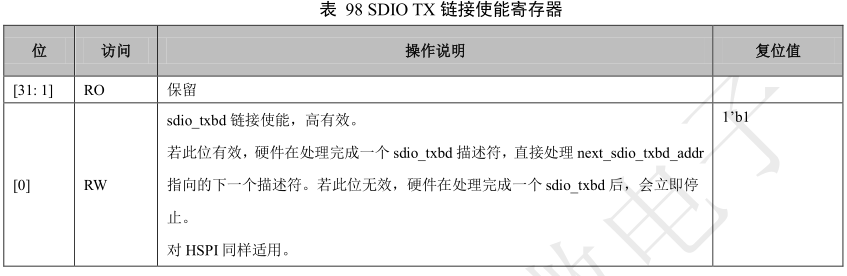 表 98 SDIO TX 链接使能寄存器
位 访问 操作说明 复位值
[31: 1] RO 保留
sdio_txbd 链接使能，高有效。 1’b1
若此位有效，硬件在处理完成一个 sdio_txbd 描述符，直接处理 next_sdio_txbd_addr
[0] RW 指向的下一个描述符。若此位无效，硬件在处理完成一个 sdio_txbd 后，会立即停
止。
对 HSPI 同样适用。
电子